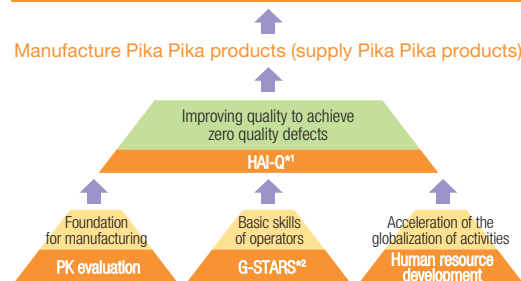 Manufacture Pika Pika products (supply Pika Pika products)
Improving quality to achieve
zero quality defects
HAI-Q*1
Foundation
for manufacturing
PK evaluation
Basic skills
of operators
G-STARS*2
Acceleration of the
globalization of activities
Human resource
development